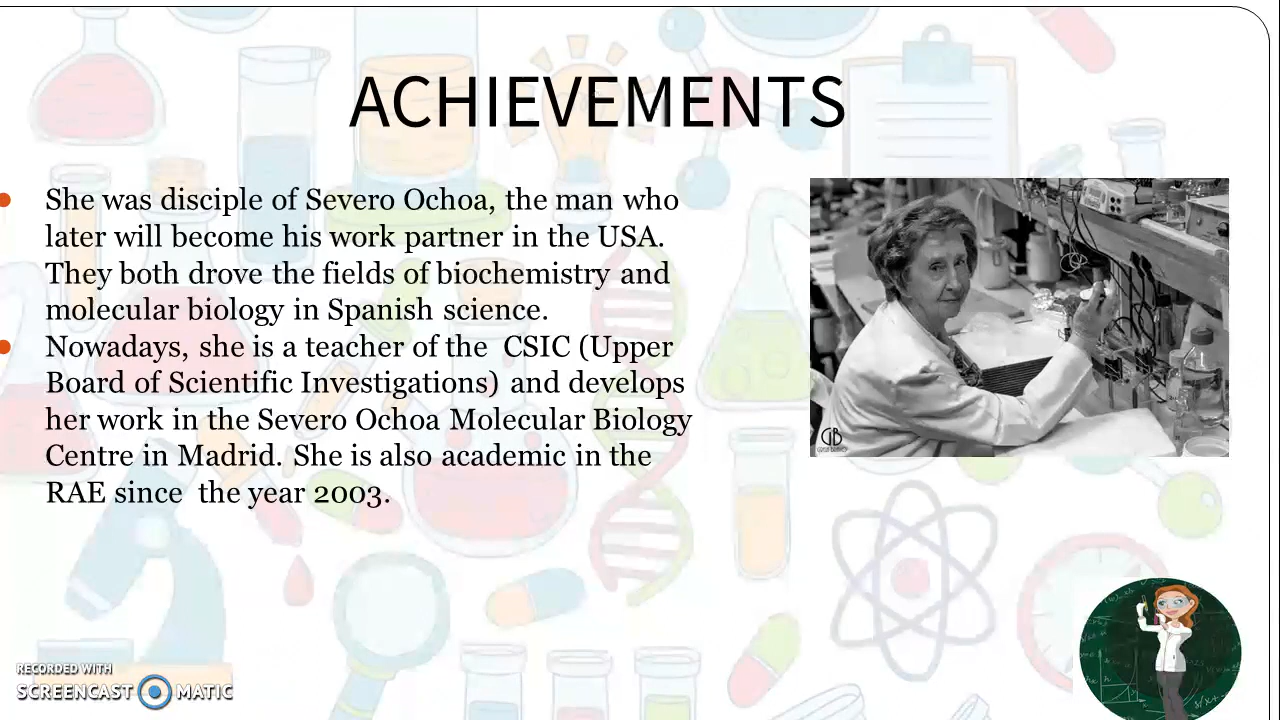 ACHIEVEMENTS
She was disciple of Severo Ochoa, the man who
later will become his work partner in the USA.
They both drove the fields of biochemistry and
molecular biology in Spanish science.
Nowadays, she is a teacher of the  CSIC (Upper
Board of Scientific Investigations) and develops
her work in the Severo Ochoa Molecular Biology
Centre in Madrid. She is also academic in the
RAE since  the year 2003.
GB
RECORDED WITH
SCREENCAST MATIC